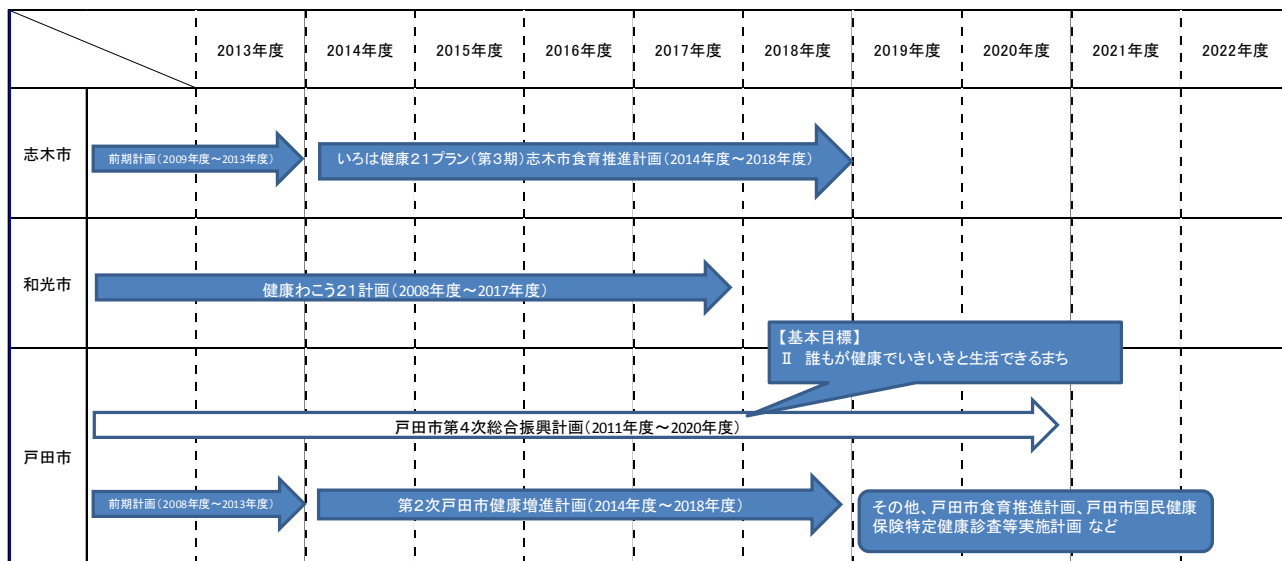 2013年度 2014年度 2015年度 2016年度 2017年度 2018年度 2019年度 2020年度 2021年度 2022年度
志木市
前期計画(2009年度～2013年度)
いろは健康２１プラン(第３期)志木市食育推進計画(2014年度～2018年度)
和光市
健康わこう２１計画(2008年度～2017年度)
【基本目標】
Ⅱ　誰もが健康でいきいきと生活できるまち
戸田市
戸田市第４次総合振興計画(2011年度～2020年度)
前期計画(2008年度～2013年度)
第２次戸田市健康増進計画(2014年度～2018年度)
その他、戸田市食育推進計画、戸田市国民健康
保険特定健康診査等実施計画 など